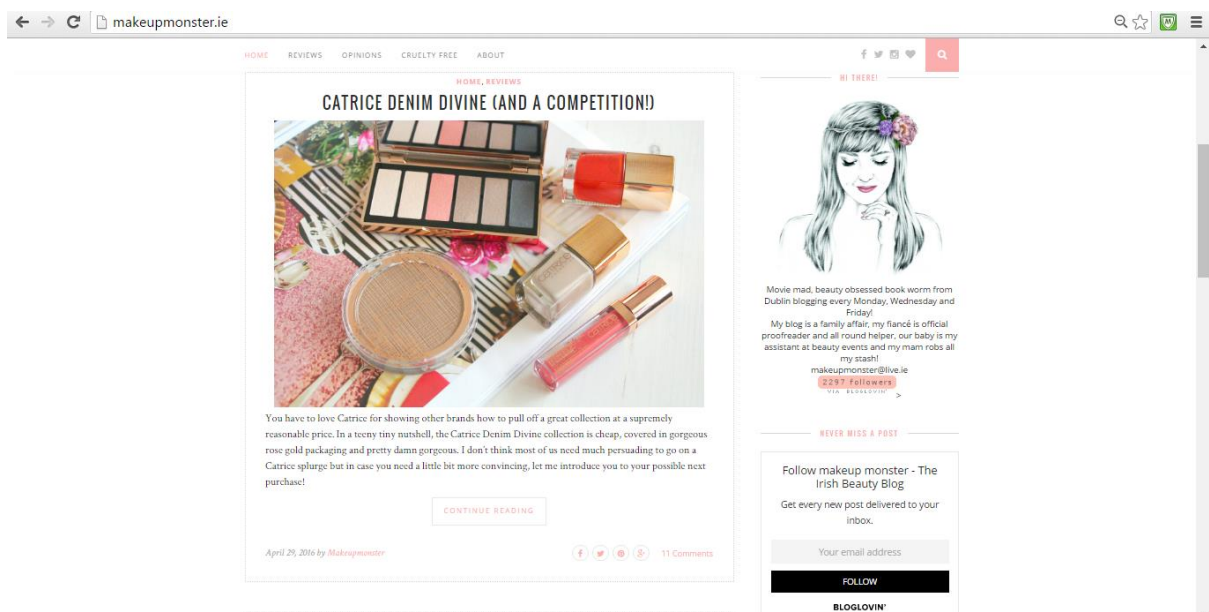 makeupmonster.ie
HOME REVIEWS OPINIONS CRUELTY FREE ABOUT
HOME, REVIEWS
CATRICE DENIM DIVINE (AND A COMPETITION!)
CATRICE
You have to love Catrice for showing other brands how to pull off a great collection at a supremely
reasonable price. In a teeny tiny nutshell, the Catrice Denim Divine collection is cheap, covered in gorgeous
rose gold packaging and pretty damn gorgeous. I don't think most of us need much persuading to go on a
Catrice splurge but in case you need a little bit more convincing, let me introduce you to your possible next
purchase!
CONTINUE READING
April 29, 2016 by Makeupmonster
11 Comments
HI THERE!
Movie mad, beauty obsessed book worm from
Dublin blogging every Monday, Wednesday and
Friday!
My blog is a family affair, my fiancé is official
proofreader and all round helper, our baby is my
assistant at beauty events and my mam robs all
my stash!
makeupmonster@live.ie
2297 followers
VIA BLOGLOVIN'
>
NEVER MISS A POST
Follow makeup monster - The
Irish Beauty Blog
Get every new post delivered to your
inbox.
Your email address
FOLLOW
BLOGLOVIN'